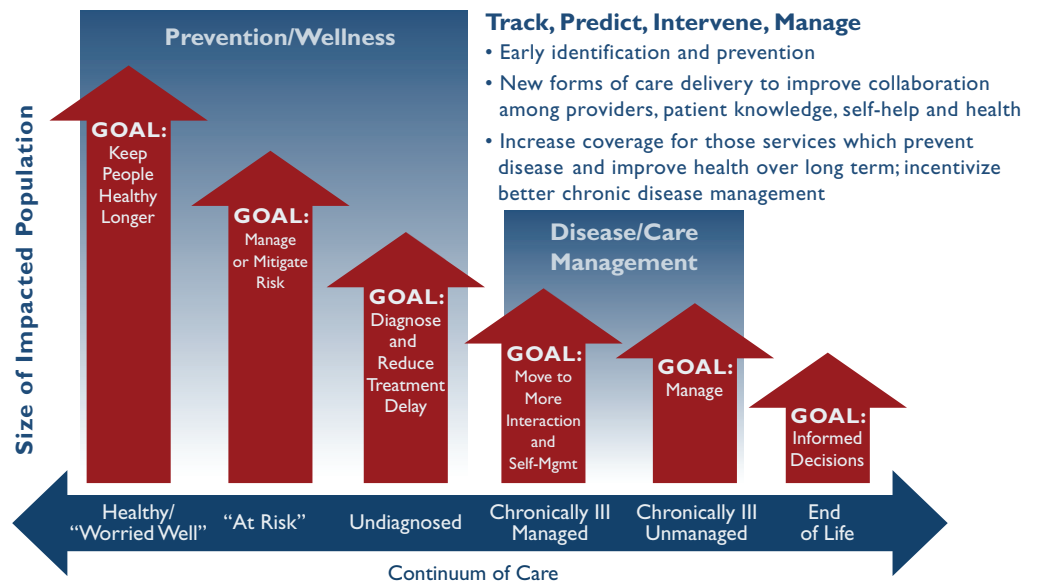 Prevention/Wellness
Track, Predict, Intervene, Manage
• Early identification and prevention
• New forms of care delivery to improve collaboration
among providers, patient knowledge, self-help and health
• Increase coverage for those services which prevent
disease and improve health over long term; incentivize
better chronic disease management
Disease/Care
Management
Size of Impacted Population
GOAL:
Keep
People
Healthy
Longer
GOAL:
Manage
or Mitigate
Risk
GOAL:
Diagnose
and
Reduce
Treatment
Delay
GOAL:
Move to
More
Interaction
and
Self-Mgmt
GOAL:
Manage
GOAL:
Informed
Decisions
Healthy/
“Worried Well”
“At Risk”
Undiagnosed
Chronically Ill
Managed
Chronically Ill
Unmanaged
End
of Life
Continuum of Care